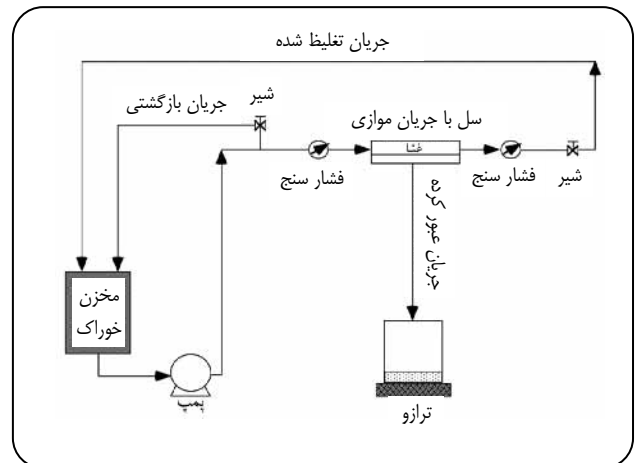 جریان تغلیظ شده
شیر
جریان بازگشتی
سل با جریان موازی
غشا
فشار سنج
فشار سنج
شیر
جریان عبور کرده
مخزن
خوراک
پمپ
ترازو